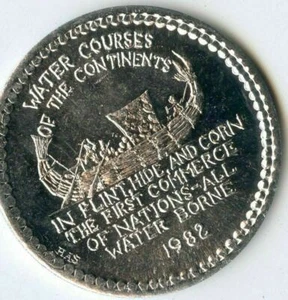 WATER COURSES
OF THE CONTINENTS
IN FLINT, HIDE, AND CORN
THE FIRST COMMERCE
OF NATIONS ALL
WATER BORNE
1982
HAS